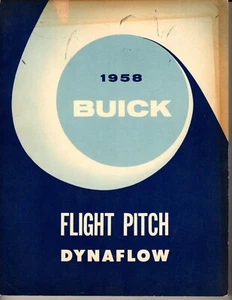 1958
BUICK
FLIGHT PITCH
DYNAFLOW